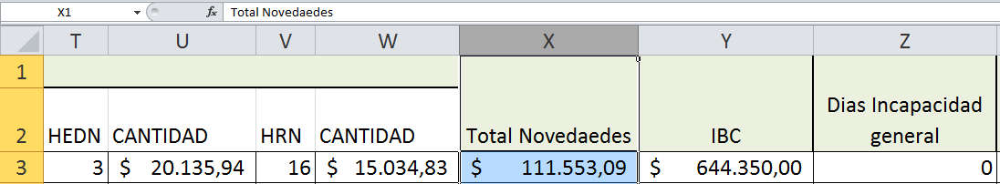 X1 fx Total Novedaedes
T U V W X Y Z
1
Dias Incapacidad
2 HEDN CANTIDAD HRN CANTIDAD Total Novedaedes IBC general
3 3 $ 20.135,94 16 $ 15.034,83 $ 111.553,09 $ 644.350,00 0